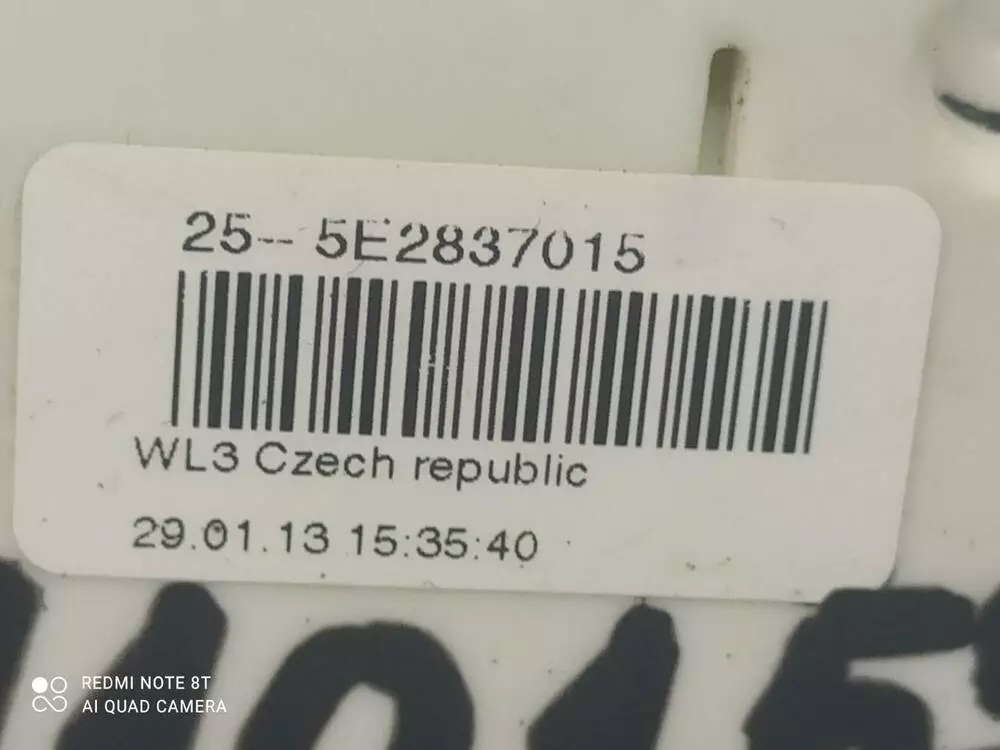 25-- 5E2837015
WL3 Czech republic
29.01.13 15:35:40
REDMI NOTE 8T
AI QUAD CAMERA